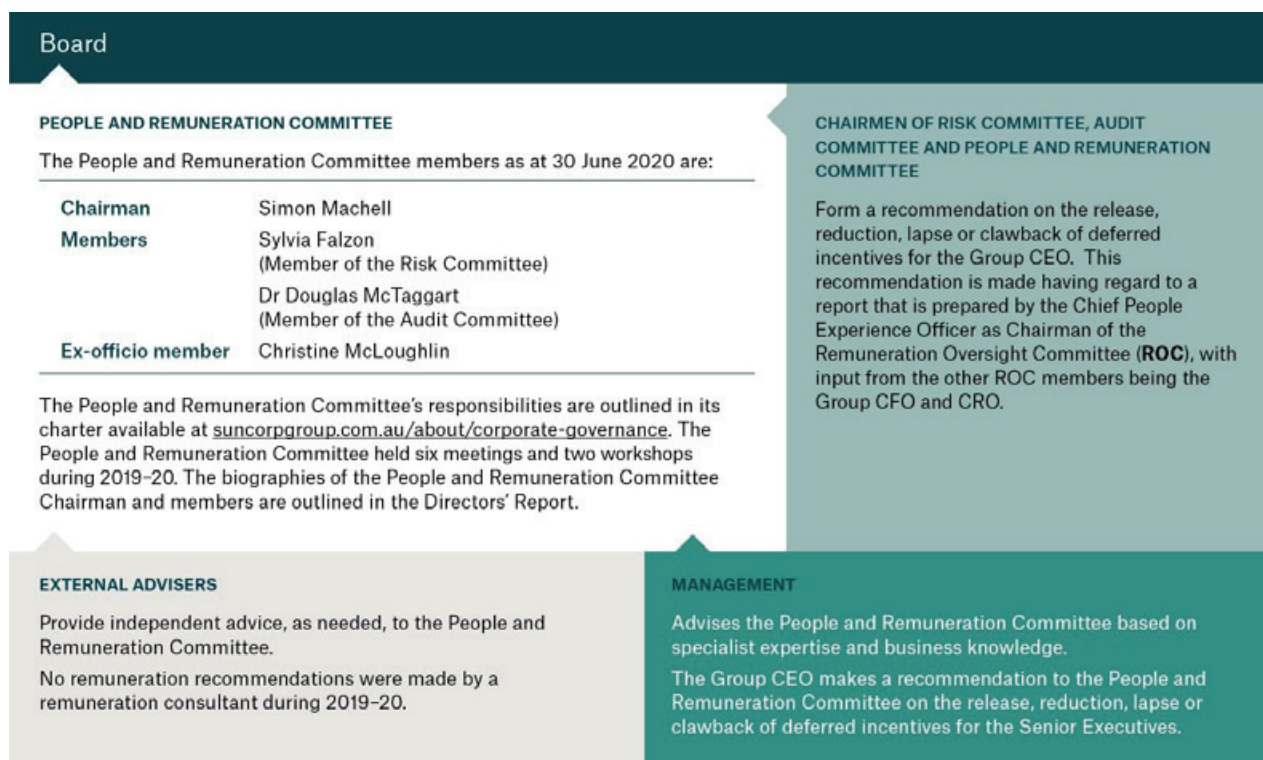 Board
PEOPLE AND REMUNERATION COMMITTEE
The People and Remuneration Committee members as at 30 June 2020 are:
Chairman Simon Machell
Members Sylvia Falzon
(Member of the Risk Committee)
Dr Douglas McTaggart
(Member of the Audit Committee)
Ex-officio member Christine McLoughlin
The People and Remuneration Committee's responsibilities are outlined in its
charter available at suncorpgroup.com.au/about/corporate-governance. The
People and Remuneration Committee held six meetings and two workshops
during 2019–20. The biographies of the People and Remuneration Committee
Chairman and members are outlined in the Directors' Report.
CHAIRMEN OF RISK COMMITTEE, AUDIT
COMMITTEE AND PEOPLE AND REMUNERATION
COMMITTEE
Form a recommendation on the release,
reduction, lapse or clawback of deferred
incentives for the Group CEO. This
recommendation is made having regard to a
report that is prepared by the Chief People
Experience Officer as Chairman of the
Remuneration Oversight Committee (ROC), with
input from the other ROC members being the
Group CFO and CRO.
EXTERNAL ADVISERS
Provide independent advice, as needed, to the People and
Remuneration Committee.
No remuneration recommendations were made by a
remuneration consultant during 2019–20.
MANAGEMENT
Advises the People and Remuneration Committee based on
specialist expertise and business knowledge.
The Group CEO makes a recommendation to the People and
Remuneration Committee on the release, reduction, lapse or
clawback of deferred incentives for the Senior Executives.